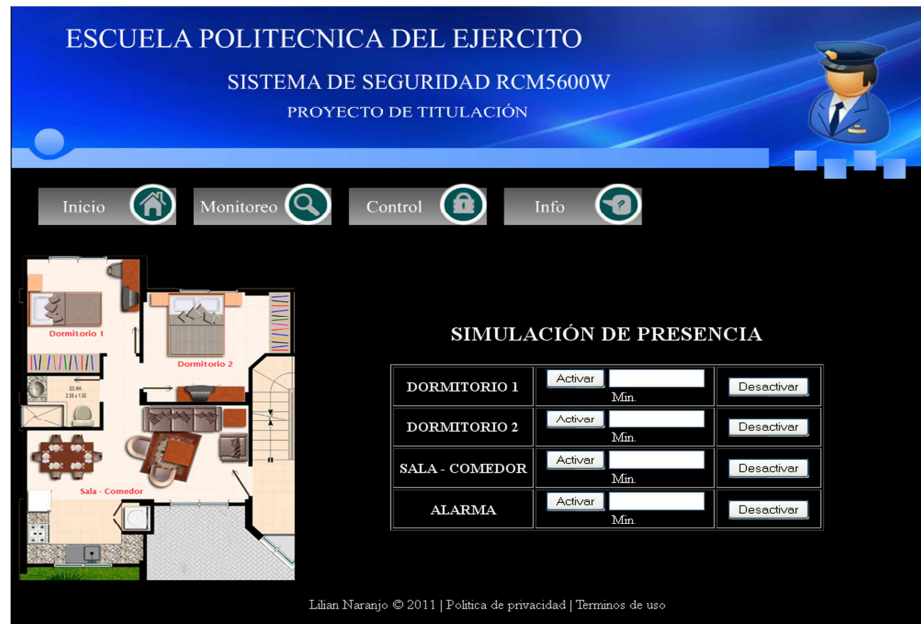 ESCUELA POLITECNICA DEL EJERCITO
SISTEMA DE SEGURIDAD RCM5600W
PROYECTO DE TITULACIÓN
Inicio
Monitoreo
Control
Info
Dormitorio 1
Dormitorio 2
Sala - Comedor
SIMULACIÓN DE PRESENCIA
DORMITORIO 1 Activar Min. Desactivar
DORMITORIO 2 Activar Min. Desactivar
SALA - COMEDOR Activar Min. Desactivar
ALARMA Activar Min. Desactivar
Lilian Naranjo © 2011 | Politica de privacidad | Terminos de uso